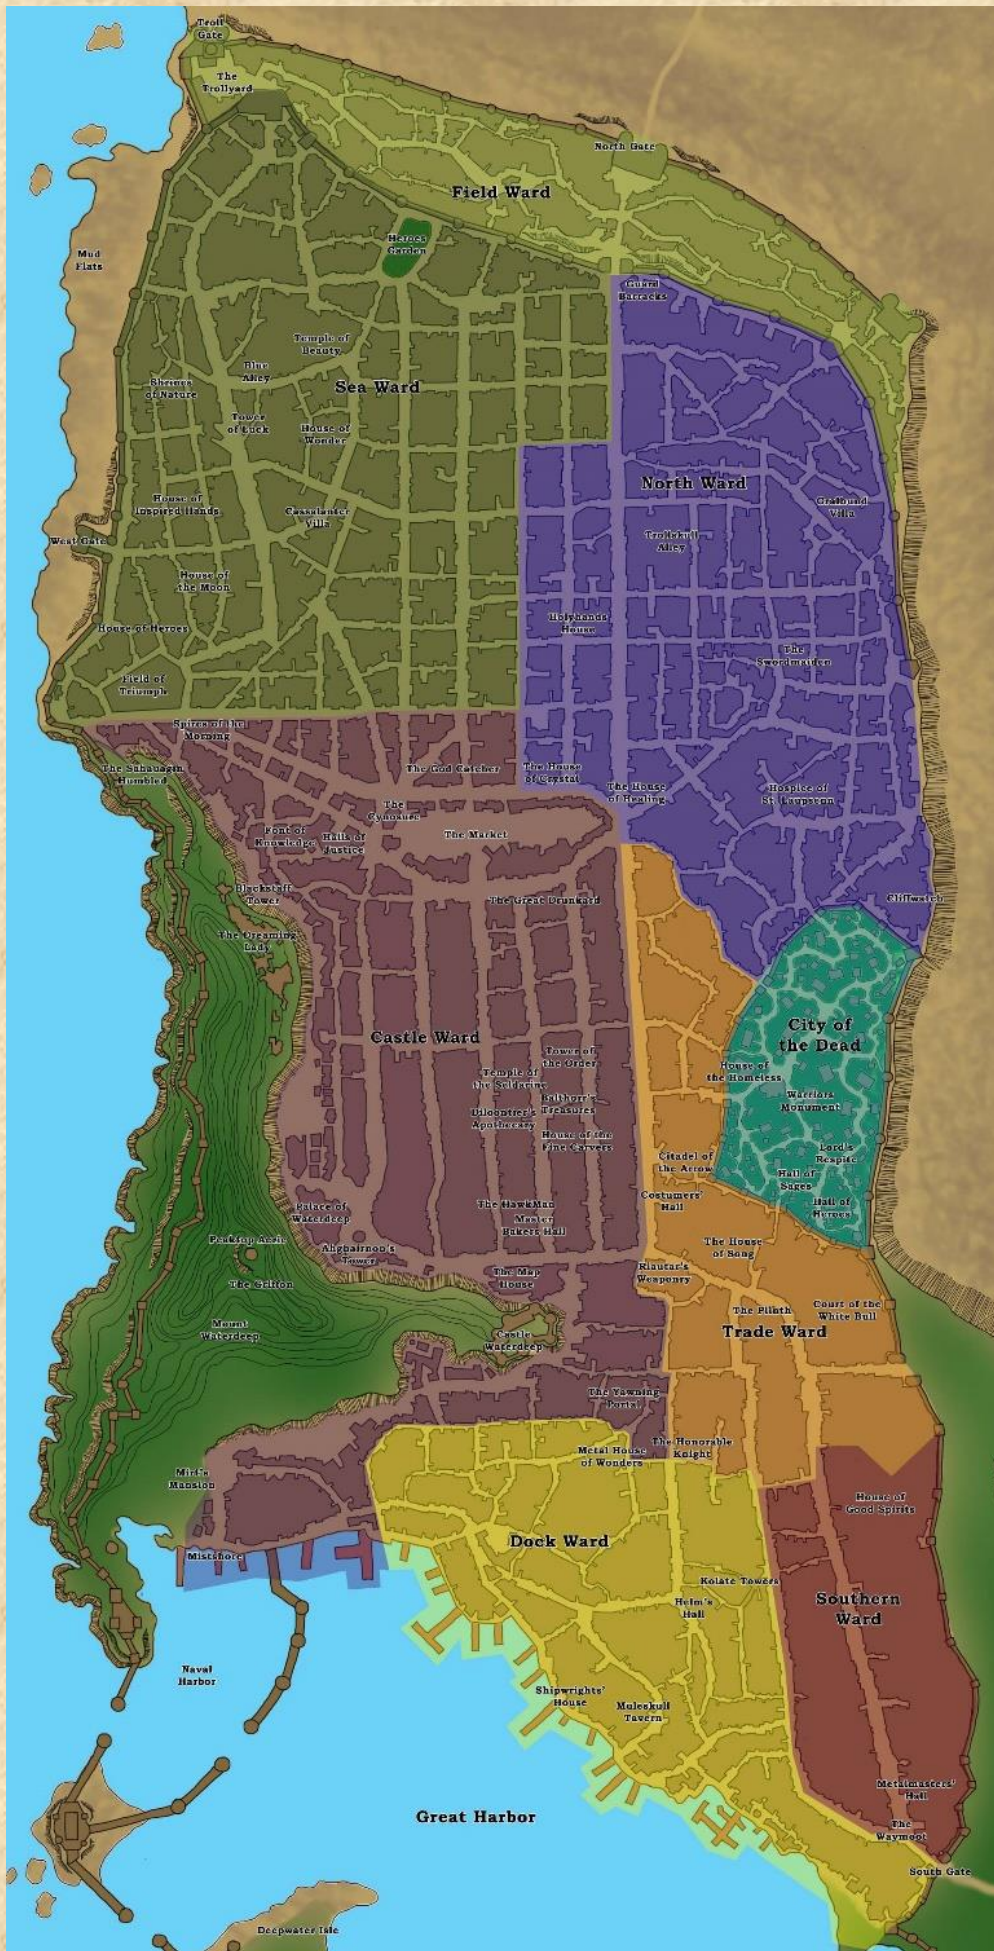 Troll
Gate
The
Trollyard
North Gate
Field Ward
Mud
Flats
Heroes
Garden
Guard
Barracks
Temple of
Beauty
Blue
Alley
Shrines
of Nature
Sea Ward
Tower
of Luck
House of
Wonder
North Ward
House of
Inspired Hands
Cassalanter
Villa
Gralhund
Villa
West Gate
Trollskull
Alley
House of
the Moon
House of Heroes
Holyhands
House
The
Swordmaiden
Field of
Triumph
Spires of the
Morning
The Sahuagin
Humbled
The God Catcher
The House
of Crystal
The House
of Healing
Hospice of
St. Laupsenn
The
Cynosure
The Market
Font of
Knowledge
Halls of
Justice
Blackstaff
Tower
The Great Drunkard
Cliffwatch
The Dreaming
Lady
Castle Ward
City of
the Dead
Tower of
the Order
House of
the Homeless
Temple of
the Seldarine
Balthorr's
Treasures
Warriors
Monument
Diloontier's
Apothecary
House of the
Fine Carvers
Citadel of
the Arrow
Lord's
Respite
Hall of
Sages
Costumers'
Hall
Hall of
Heroes
Palace of
Waterdeep
The HawkMan
Master
Bakers Hall
Peaktop Aerie
Ahghairnon's
Tower
The House
of Song
The Map
House
Riautar's
Weaponry
The Griffon
The Plinth
Court of the
White Bull
Mount
Waterdeep
Castle
Waterdeep
Trade Ward
The Yawning
Portal
Metal House
of Wonders
The Honorable
Knight
Mirt's
Mansion
House of
Good Spirits
Mistshore
Dock Ward
Kolate Towers
Helm's
Hall
Southern
Ward
Naval
Harbor
Shipwrights'
House
Muleskull
Tavern
Metalmasters'
Hall
Great Harbor
The
Waymoot
South Gate
Deepwater Isle